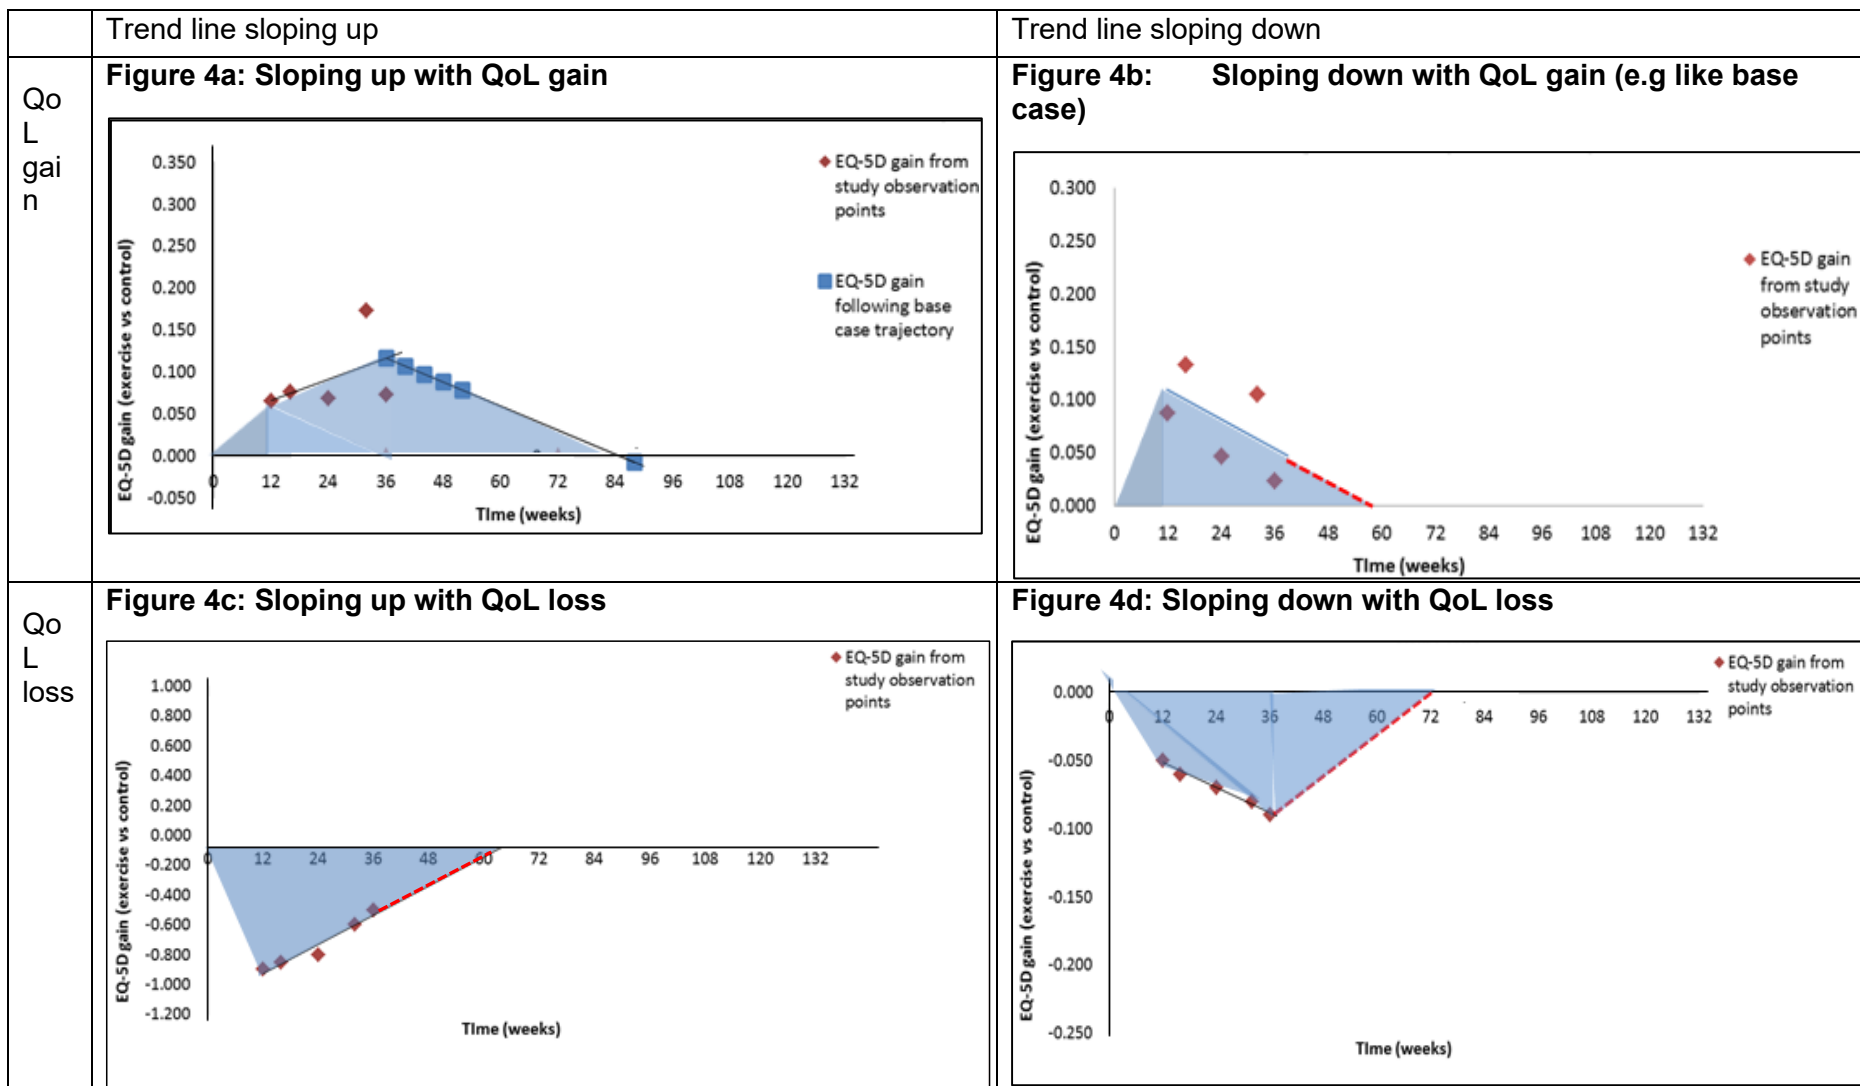 Trend line sloping up
Trend line sloping down
Qo
L
gai
n
Figure 4a: Sloping up with QoL gain
EQ-5D gain (exercise vs control)
0.350
0.300
0.250
0.200
0.150
0.100
0.050
0.000
-0.050
0 12 24 36 48 60 72 84 96 108 120 132
TIme (weeks)
EQ-5D gain from
study observation
points
EQ-5D gain
following base
case trajectory
Figure 4b: Sloping down with QoL gain (e.g like base
case)
EQ-5D gain (exercise vs control)
0.300
0.250
0.200
0.150
0.100
0.050
0.000
0 12 24 36 48 60 72 84 96 108 120 132
TIme (weeks)
EQ-5D gain
from study
observation
points
Qo
L
loss
Figure 4c: Sloping up with QoL loss
EQ-5D gain (exercise vs control)
1.000
0.800
0.600
0.400
0.200
0.000
-0.200
-0.400
-0.600
-0.800
-1.000
-1.200
0 12 24 36 48 60 72 84 96 108 120 132
TIme (weeks)
EQ-5D gain from
study observation
points
Figure 4d: Sloping down with QoL loss
EQ-5D gain (exercise vs control)
0.000
-0.050
-0.100
-0.150
-0.200
-0.250
0 12 24 36 48 60 72 84 96 108 120 132
TIme (weeks)
EQ-5D gain from
study observation
points